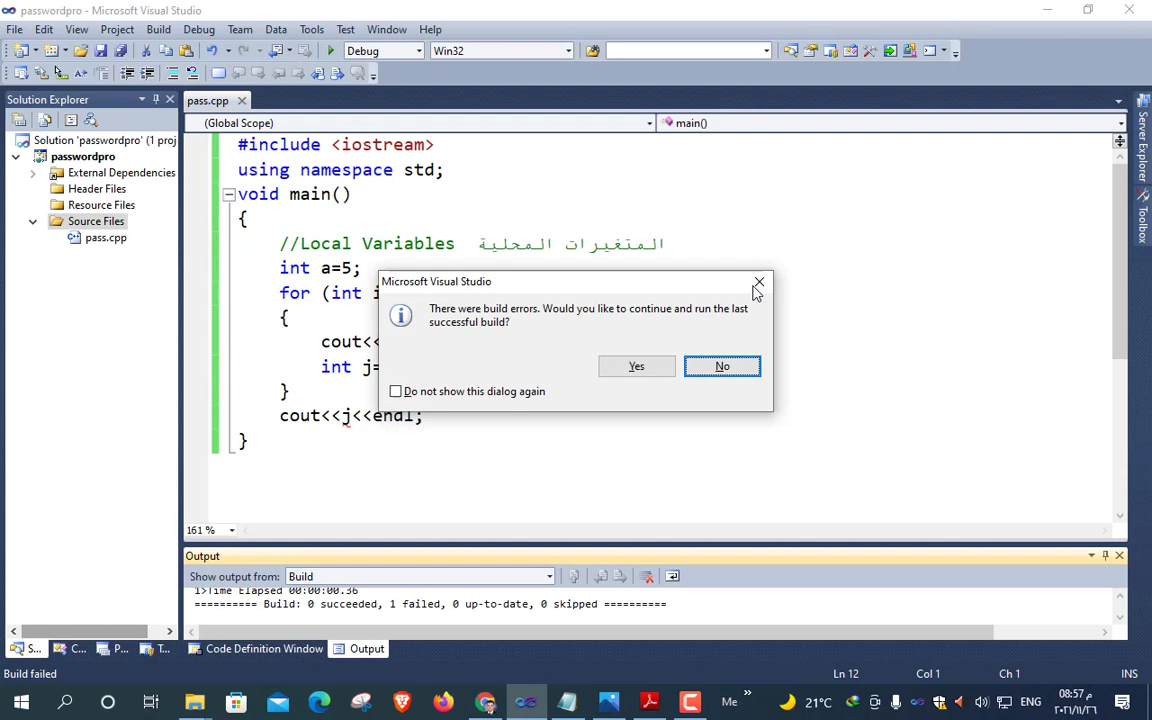 passwordpro - Microsoft Visual Studio
File Edit View Project Build Debug Team Data Tools Test Window Help
Debug Win32
Solution Explorer
pass.cpp
(Global Scope) main()
Solution 'passwordpro' (1 proj
passwordpro
External Dependencies
Header Files
Resource Files
Source Files
pass.cpp
#include <iostream>
using namespace std;
void main()
{
//Local Variables المتغيرات المحلية
int a=5;
for (int i
{
cout<<
int j=
}
cout<<j<<endl;
}
Microsoft Visual Studio
There were build errors. Would you like to continue and run the last
successful build?
Yes No
Do not show this dialog again
Server Explorer
Toolbox
161 %
Output
Show output from: Build
1>Time Elapsed 00:00:00.36
========== Build: 0 succeeded, 1 failed, 0 up-to-date, 0 skipped ==========
S... C... P... T... Code Definition Window Output
Build failed Ln 12 Col 1 Ch 1 INS
Me 21°C ENG
08:57 م